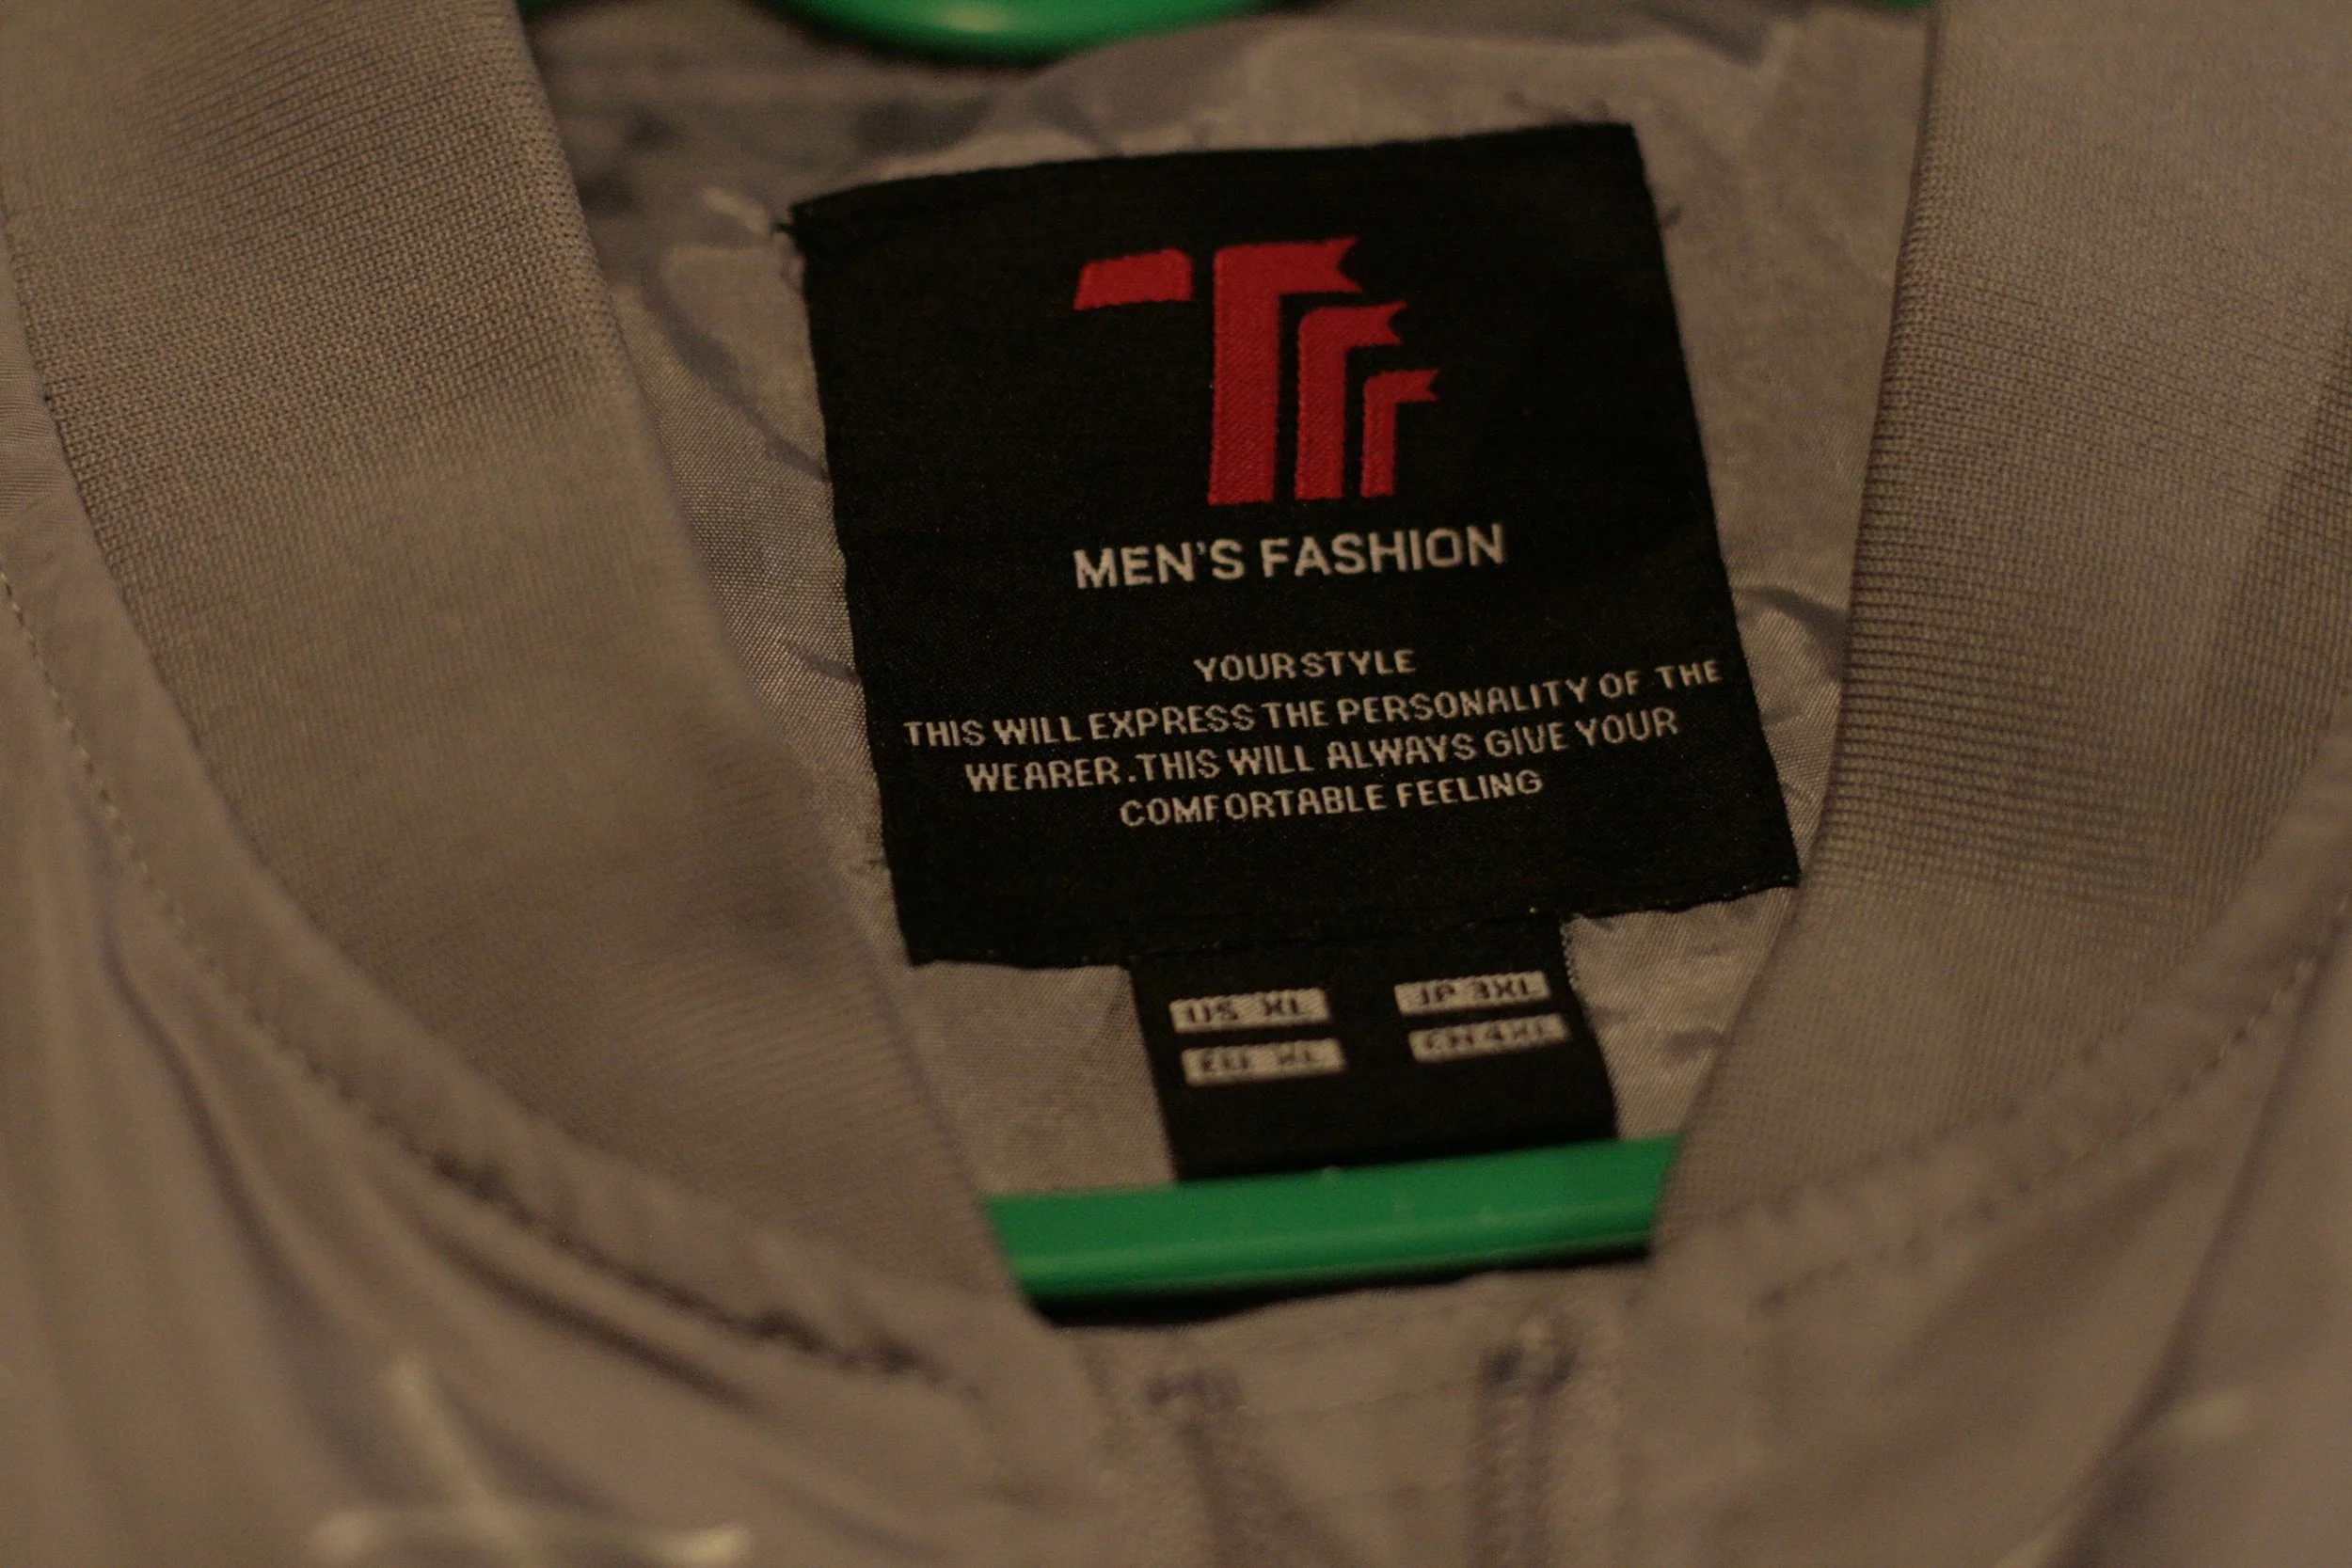 MEN'S FASHION
YOUR STYLE
THIS WILL EXPRESS THE PERSONALITY OF THE
WEARER.THIS WILL ALWAYS GIVE YOUR
COMFORTABLE FEELING
US XL JP 3XL
EU XL CN 4XL